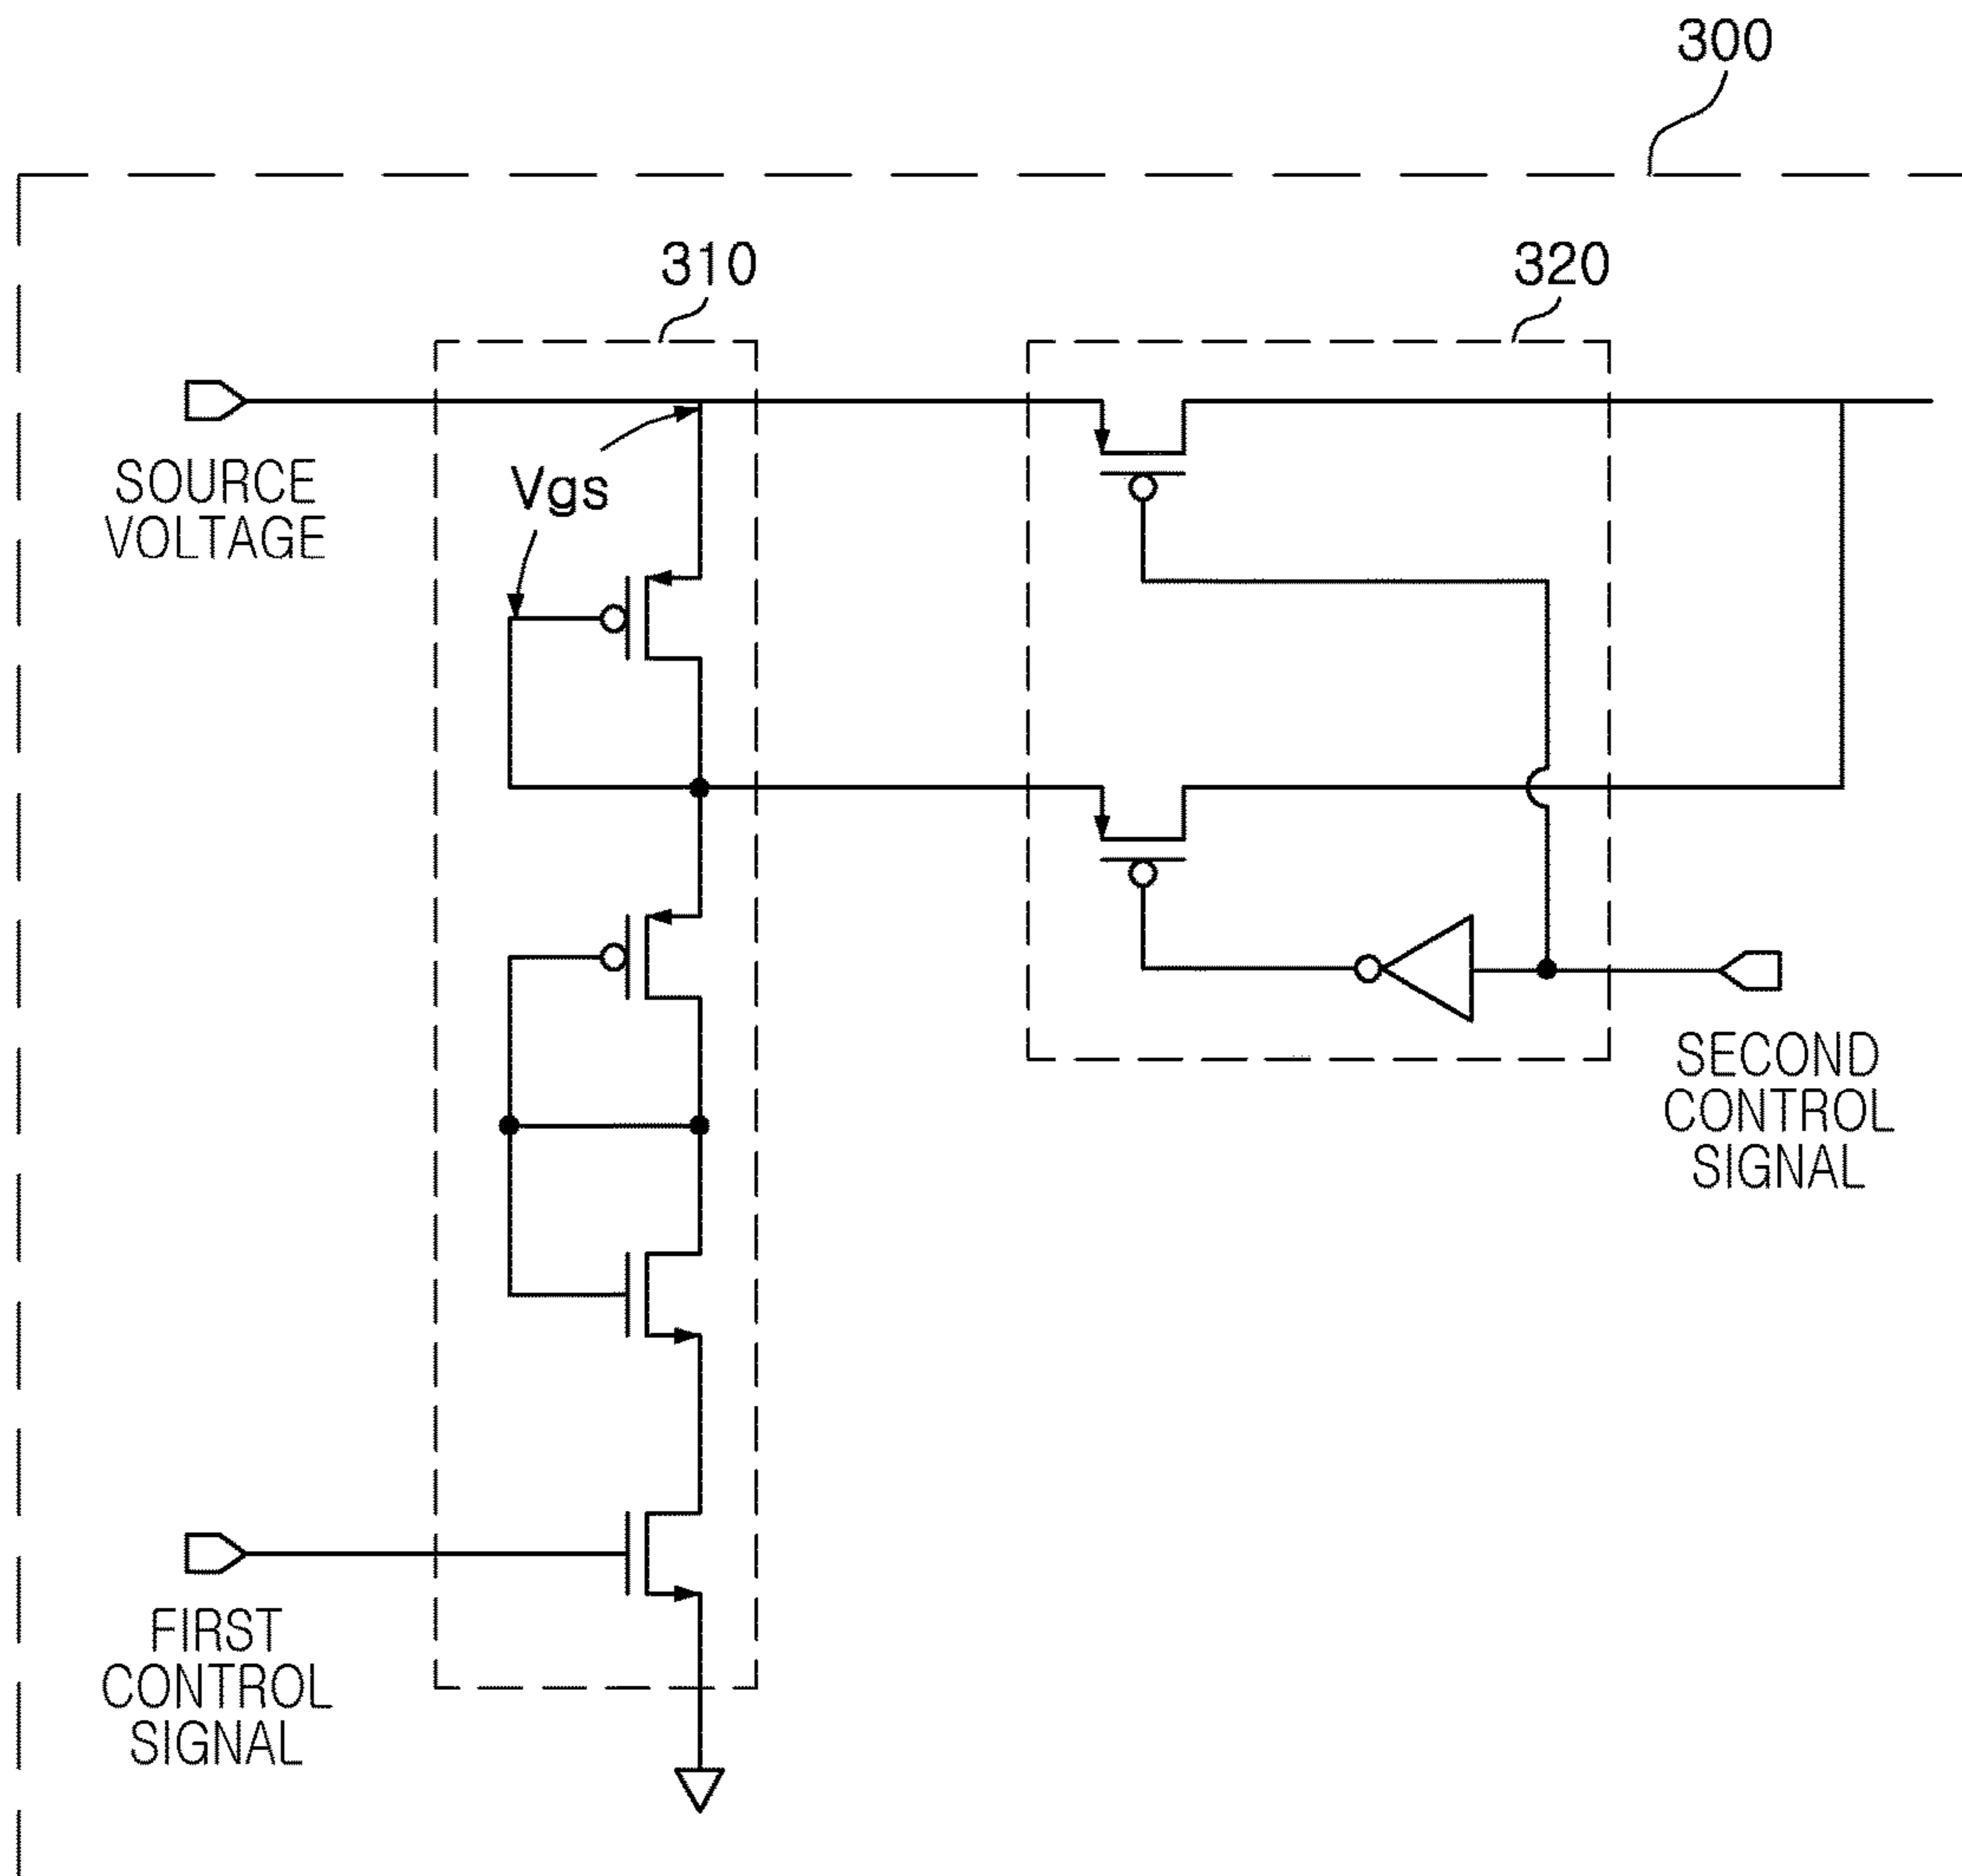 300
310
320
SOURCE
VOLTAGE
Vgs
SECOND
CONTROL
SIGNAL
FIRST
CONTROL
SIGNAL